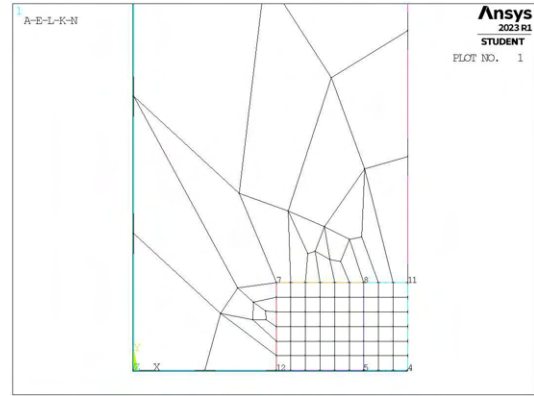 1
A-E-L-K-N
Ansys
2023 R1
STUDENT
PLOT NO. 1
7
8
11
Y
Z X
12
5
4